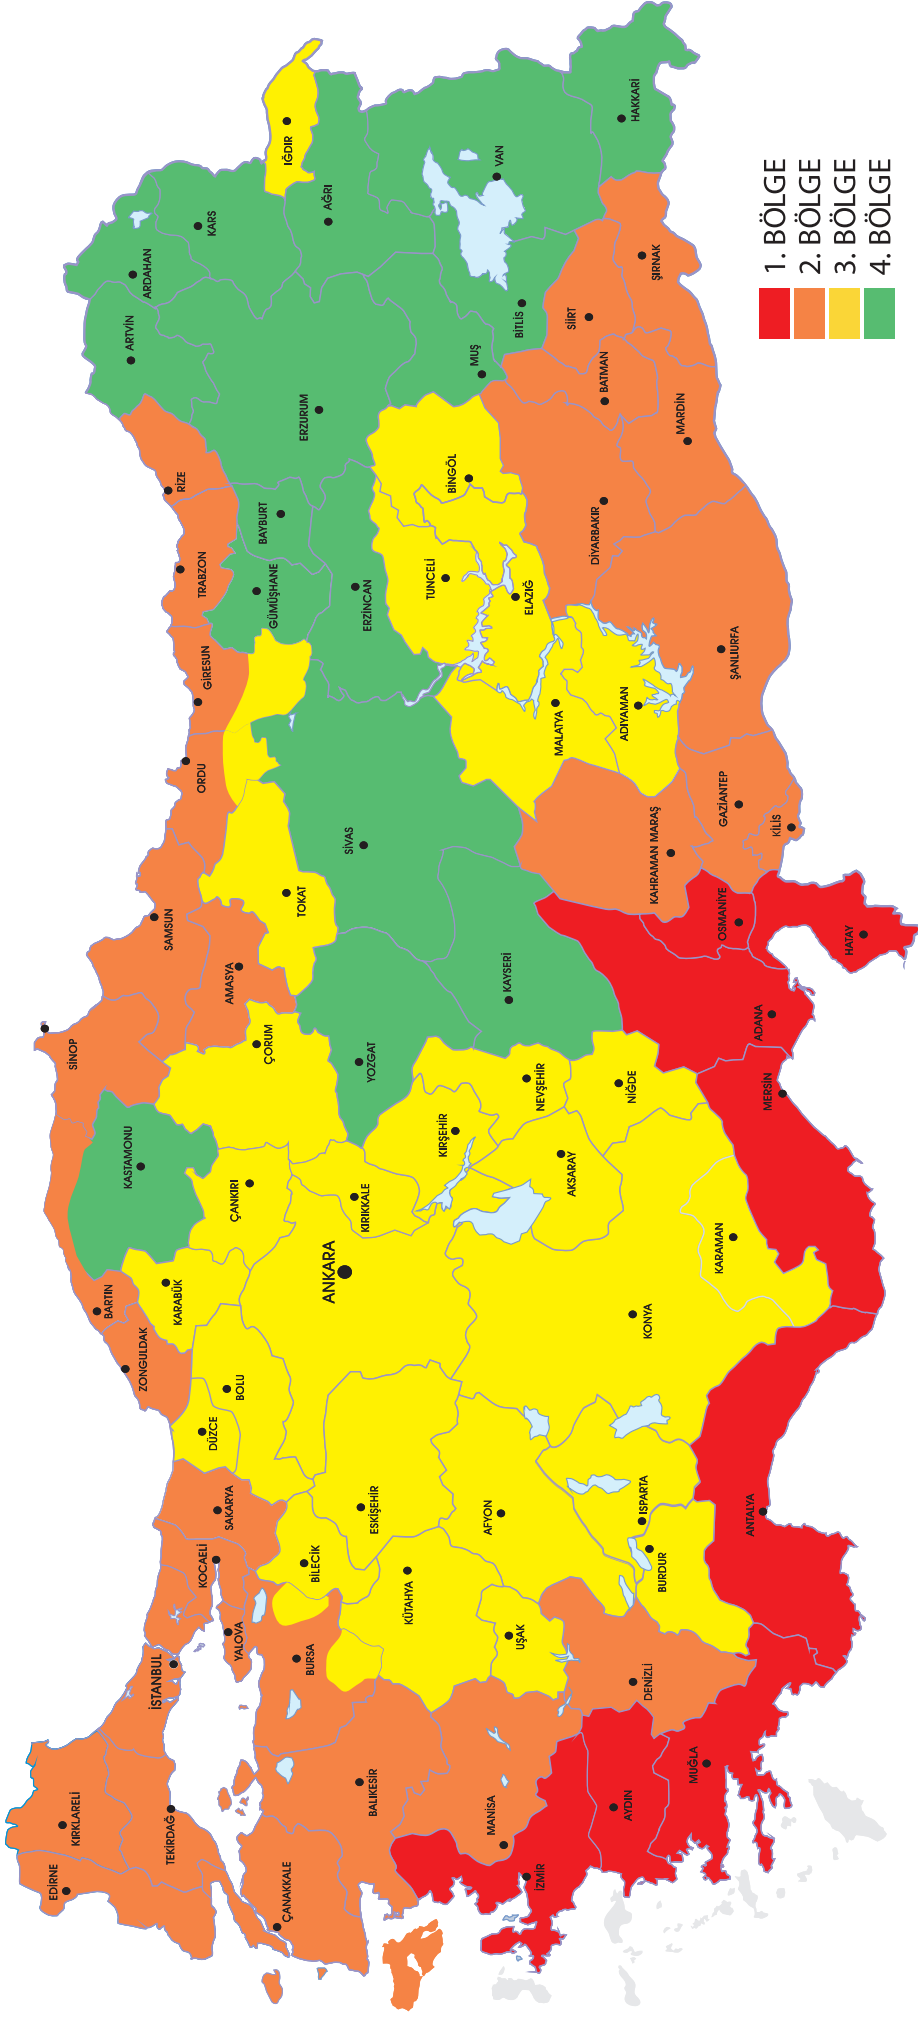 KIRKLARELİ
EDİRNE
TEKİRDAĞ
İSTANBUL
KOCAELİ
YALOVA
SAKARYA
DÜZCE
BOLU
ZONGULDAK
BARTIN
KARABÜK
KASTAMONU
SİNOP
ÇANKIRI
ÇORUM
SAMSUN
AMASYA
TOKAT
ORDU
GİRESUN
TRABZON
RİZE
GÜMÜŞHANE
BAYBURT
ARTVİN
ARDAHAN
KARS
IĞDIR
AĞRI
ERZURUM
ERZİNCAN
ÇANAKKALE
BURSA
BİLECİK
BALIKESİR
KÜTAHYA
ESKİŞEHİR
ANKARA
KIRIKKALE
KIRŞEHİR
YOZGAT
SİVAS
TUNCELİ
BİNGÖL
MUŞ
BİTLİS
VAN
HAKKARİ
MANİSA
İZMİR
UŞAK
AFYON
AKSARAY
NEVŞEHİR
KAYSERİ
NİĞDE
MALATYA
ELAZIĞ
ADIYAMAN
DİYARBAKIR
BATMAN
SİİRT
ŞIRNAK
MARDİN
ŞANLIURFA
AYDIN
MUĞLA
DENİZLİ
BURDUR
ISPARTA
ANTALYA
KONYA
KARAMAN
MERSİN
ADANA
OSMANİYE
HATAY
KAHRAMAN MARAŞ
GAZİANTEP
KİLİS
1. BÖLGE
2. BÖLGE
3. BÖLGE
4. BÖLGE